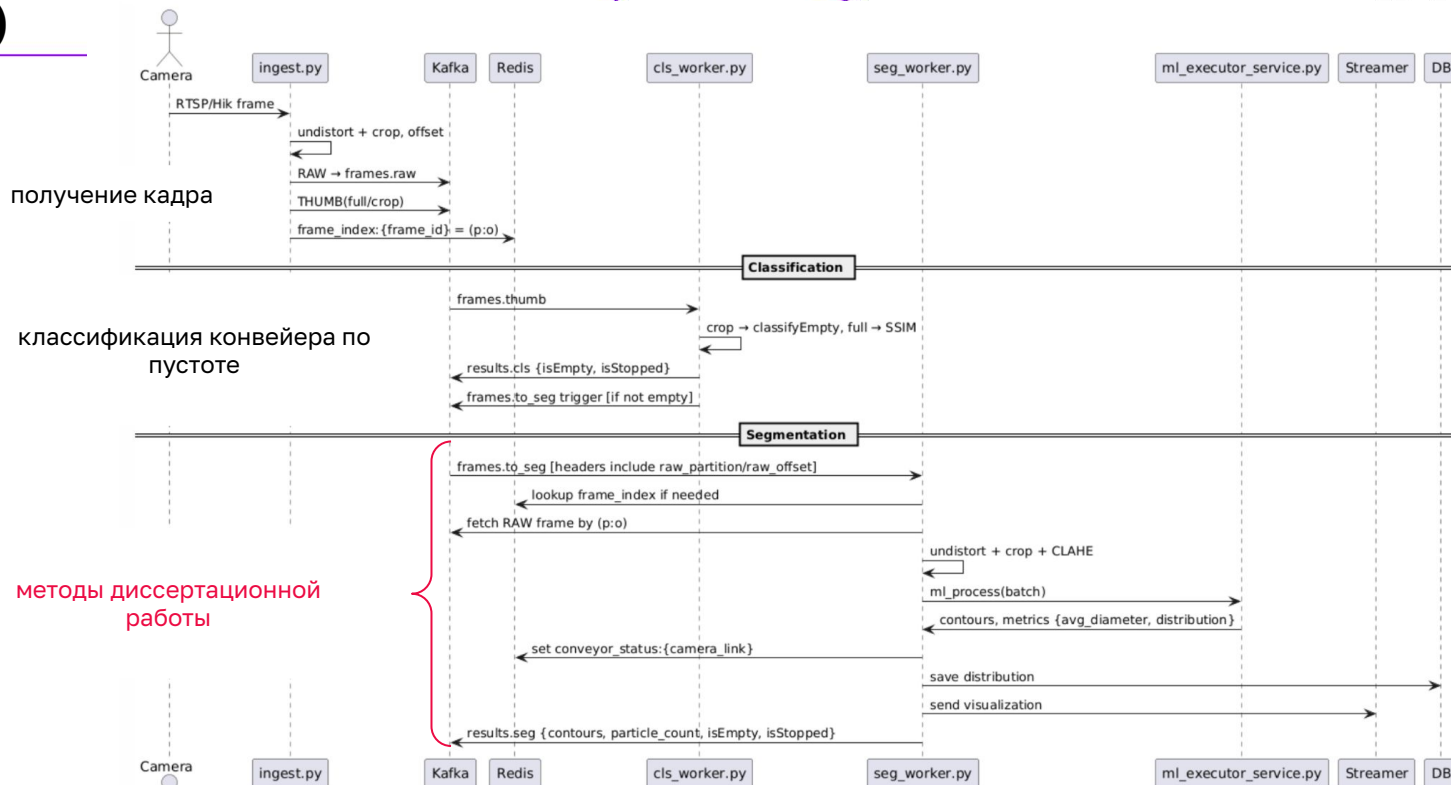 Camera
ingest.py
Kafka
Redis
cls_worker.py
seg_worker.py
ml_executor_service.py
Streamer
DB
RTSP/Hik frame
undistort + crop, offset
получение кадра
RAW → frames.raw
THUMB(full/crop)
frame_index:{frame_id} = (p:o)
Classification
frames.thumb
классификация конвейера по
пустоте
crop → classifyEmpty, full → SSIM
results.cls {isEmpty, isStopped}
frames.to_seg trigger [if not empty]
Segmentation
frames.to_seg [headers include raw_partition/raw_offset]
lookup frame_index if needed
fetch RAW frame by (p:o)
undistort + crop + CLAHE
методы диссертационной
работы
ml_process(batch)
contours, metrics {avg_diameter, distribution}
set conveyor_status:{camera_link}
save distribution
send visualization
results.seg {contours, particle_count, isEmpty, isStopped}
Camera
ingest.py
Kafka
Redis
cls_worker.py
seg_worker.py
ml_executor_service.py
Streamer
DB